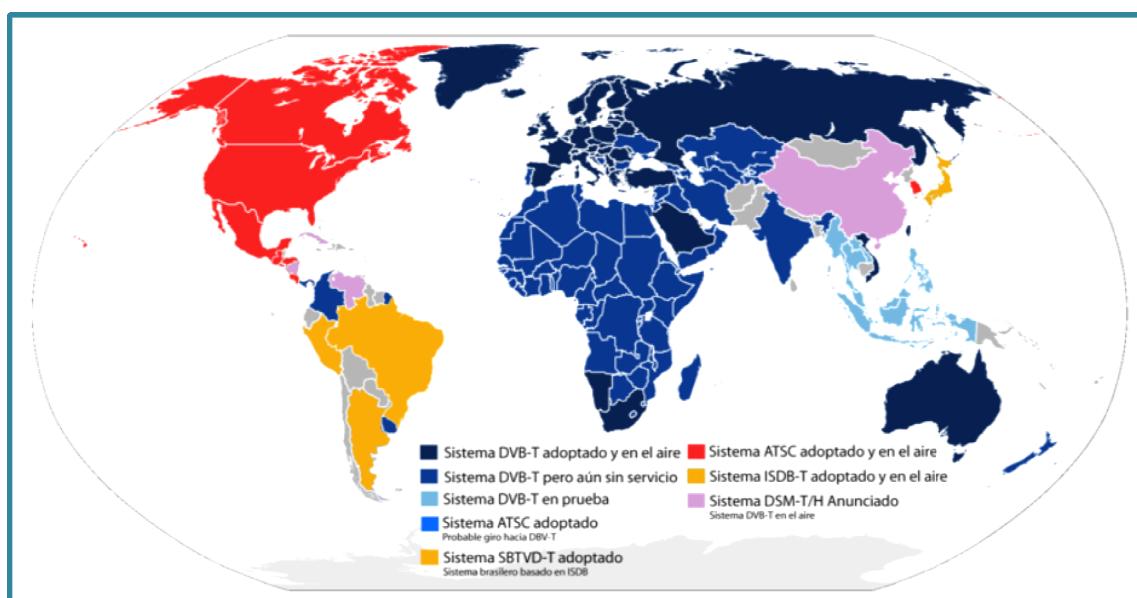 Sistema DVB-T adoptado y en el aire
Sistema DVB-T pero aún sin servicio
Sistema DVB-T en prueba
Sistema ATSC adoptado
Probable giro hacia DBV-T
Sistema SBTVD-T adoptado
Sistema brasilero basado en ISDB
Sistema ATSC adoptado y en el aire
Sistema ISDB-T adoptado y en el aire
Sistema DSM-T/H Anunciado
Sistema DVB-T en el aire